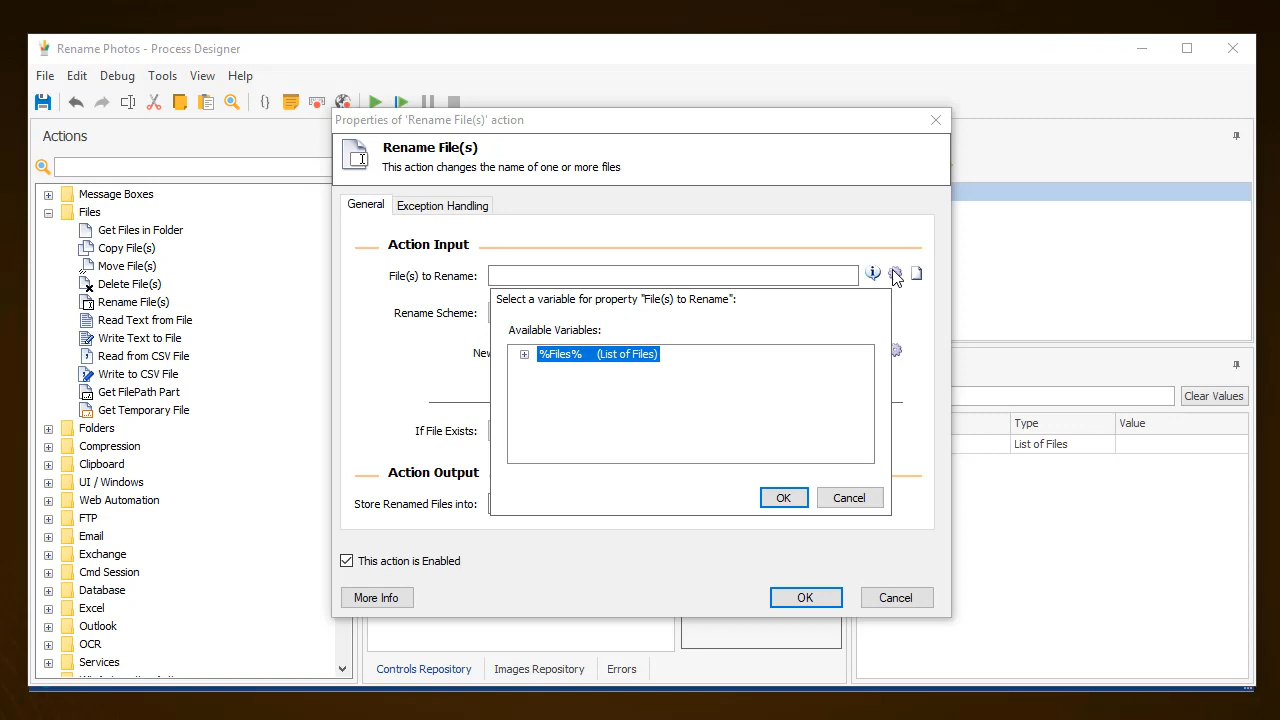 Rename Photos - Process Designer
File Edit Debug Tools View Help
Actions
Message Boxes
Files
Get Files in Folder
Copy File(s)
Move File(s)
Delete File(s)
Rename File(s)
Read Text from File
Write Text to File
Read from CSV File
Write to CSV File
Get FilePath Part
Get Temporary File
Folders
Compression
Clipboard
UI / Windows
Web Automation
FTP
Email
Exchange
Cmd Session
Database
Excel
Outlook
OCR
Services
Properties of 'Rename File(s)' action
Rename File(s)
This action changes the name of one or more files
General Exception Handling
Action Input
File(s) to Rename:
Rename Scheme:
New
If File Exists:
Action Output
Store Renamed Files into:
Select a variable for property "File(s) to Rename":
Available Variables:
%Files% (List of Files)
OK Cancel
This action is Enabled
More Info OK Cancel
Clear Values
Type Value
List of Files
Controls Repository Images Repository Errors